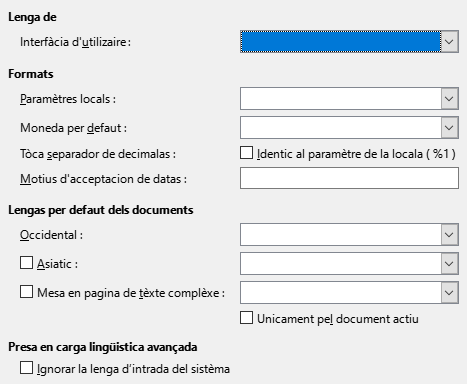 Lenga de
Interfàcia d'utilizaire :
Formats
Paramètres locals :
Moneda per defaut :
Tòca separador de decimalas :
Identic al paramètre de la locala ( %1 )
Motius d'acceptacion de datas :
Lengas per defaut dels documents
Occidental :
Asiatic :
Mesa en pagina de tèxte complèxe :
Unicament pel document actiu
Presa en carga lingüistica avançada
Ignorar la lenga d’intrada del sistèma